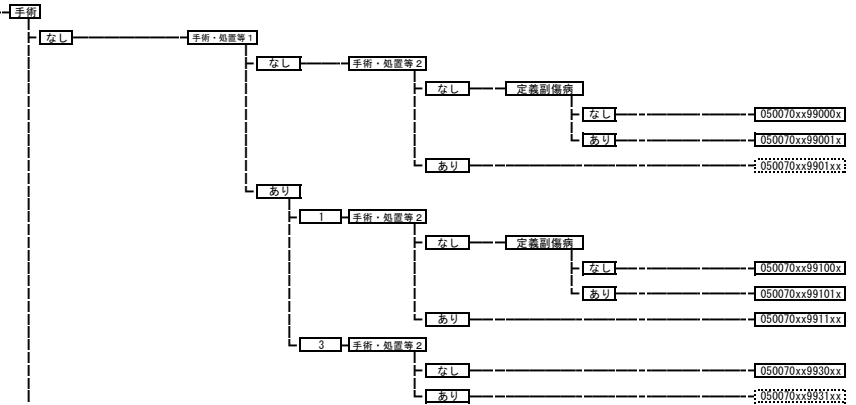 手術
なし 手術・処置等1
なし 手術・処置等2
なし 定義副傷病
なし 050070xx99000x
あり 050070xx99001x
あり 050070xx9901xx
あり
1 手術・処置等2
なし 定義副傷病
なし 050070xx99100x
あり 050070xx99101x
あり 050070xx9911xx
3 手術・処置等2
なし 050070xx9930xx
あり 050070xx9931xx